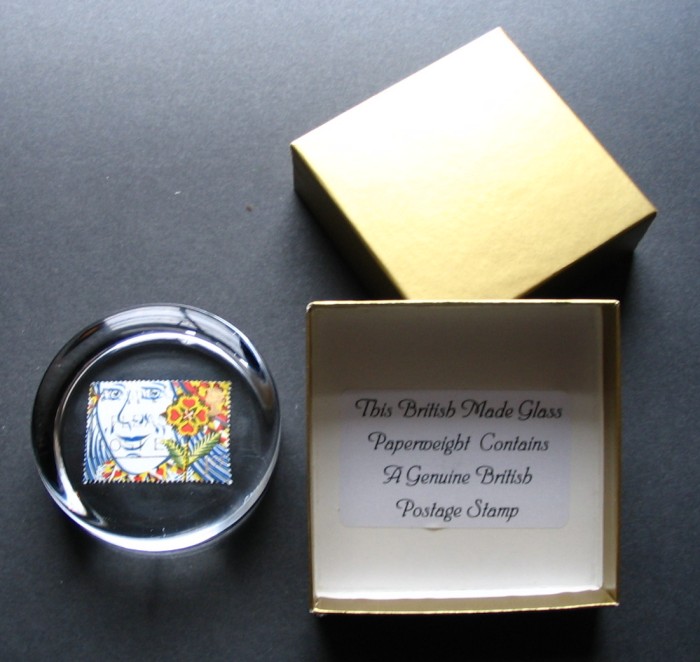 This British Made Glass
Paperweight Contains
A Genuine British
Postage Stamp